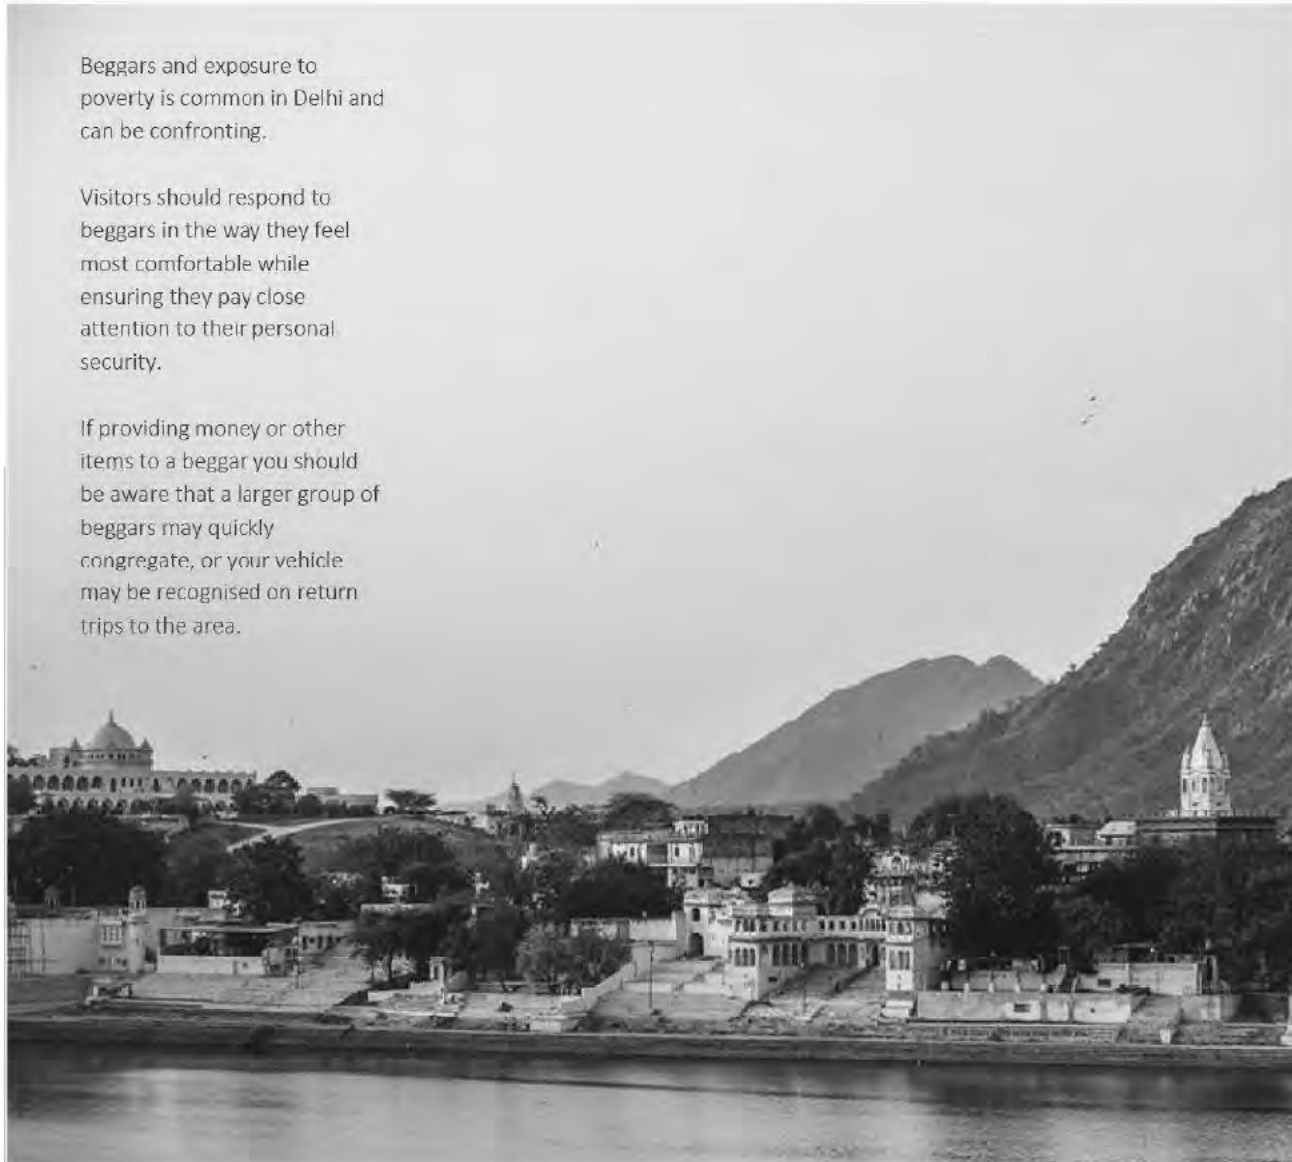 Beggars and exposure to
poverty is common in Delhi and
can be confronting.
Visitors should respond to
beggars in the way they feel
most comfortable while
ensuring they pay close
attention to their personal
security.
If providing money or other
items to a beggar you should
be aware that a larger group of
beggars may quickly
congregate, or your vehicle
may be recognised on return
trips to the area.